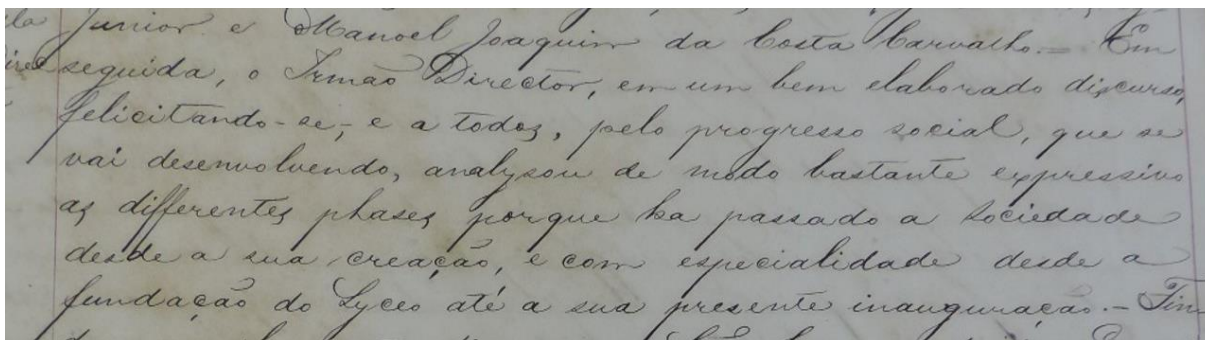 Junior e Manoel Joaquim da Costa Carvalho. — Em
seguida, o Irmão Director, em um bem elaborado discurso,
felicitando-se, e a todos, pelo progresso social, que se
vai desenvolvendo, analysou de modo bastante expressivo
as differentes phases porque ha passado a Sociedade
desde a sua creação, e com especialidade desde a
fundação do Lyceo até a sua presente inauguração. — Fin